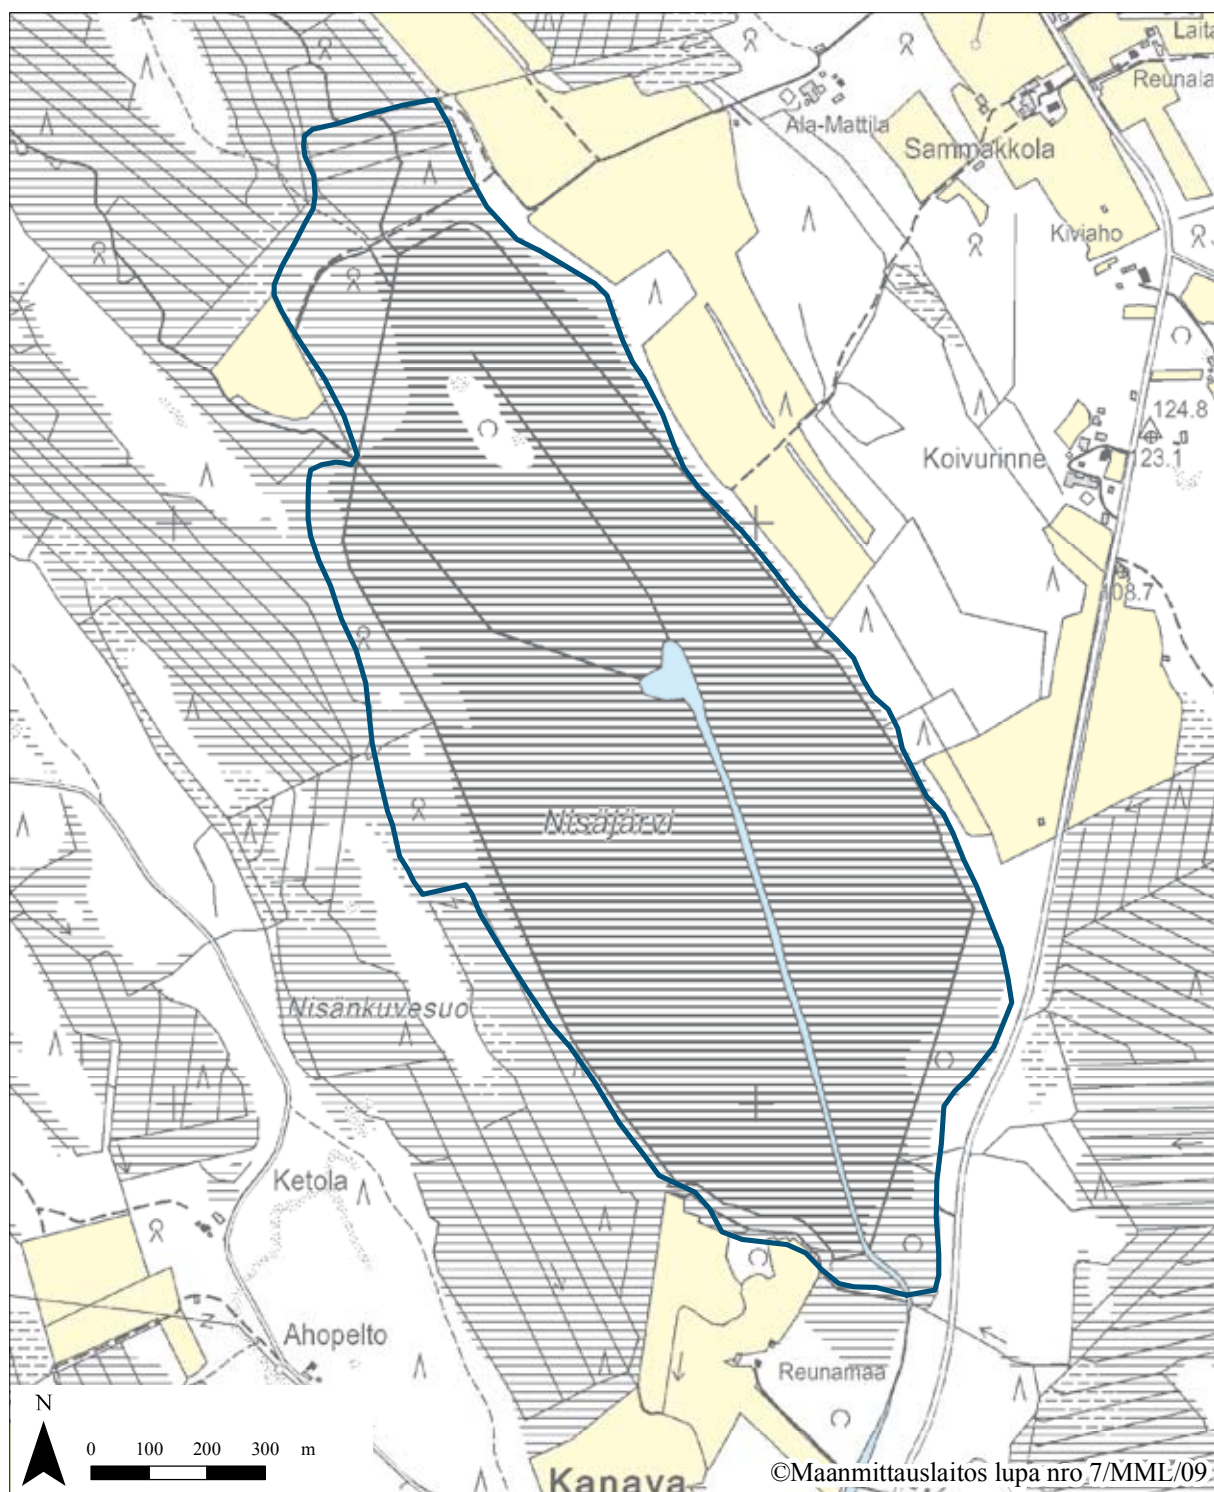 Laita
Reunala
Ala-Mattila
Sammakkola
Kiviaho
124.8
Koivurinne
123.1
108.7
Nisäjärvi
Nisänkuvesuo
Ketola
Ahopelto
Reunamaa
N
0 100 200 300 m
Kanava
©Maanmittauslaitos lupa nro 7/MML/09